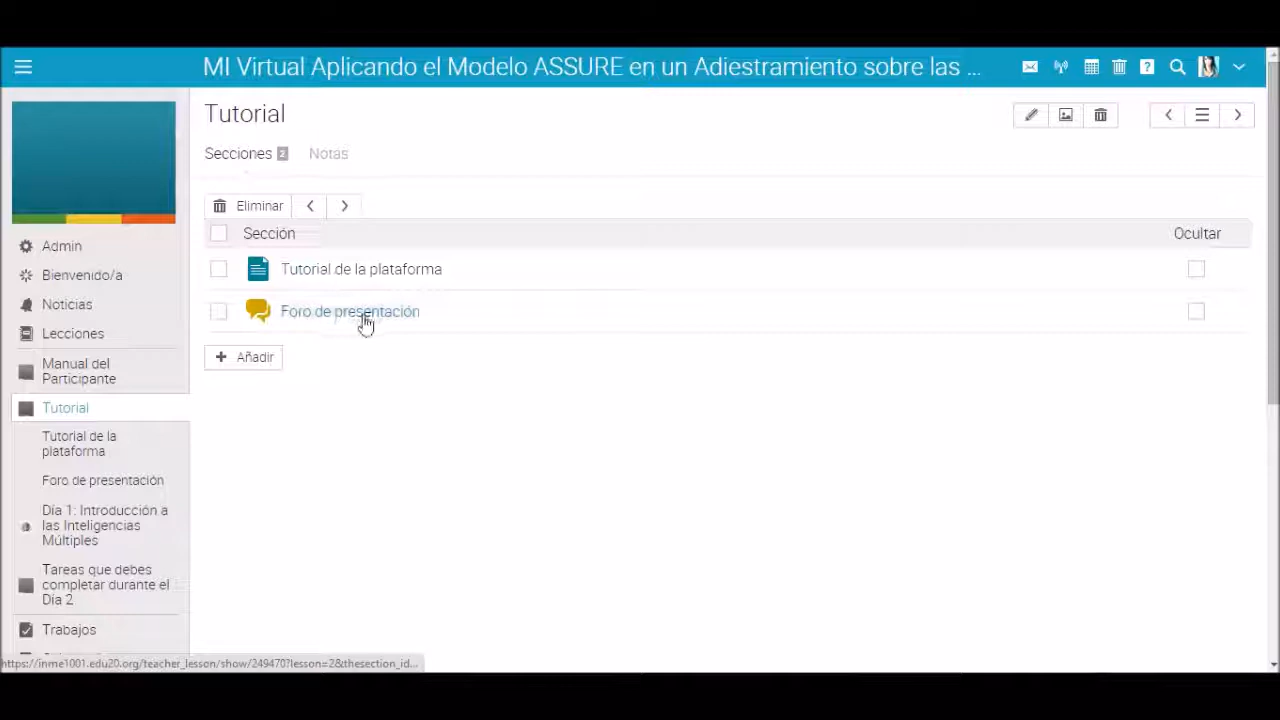 MI Virtual Aplicando el Modelo ASSURE en un Adiestramiento sobre las ...
?
Tutorial
Secciones 2 Notas
Eliminar
Sección Ocultar
Tutorial de la plataforma
Foro de presentación
+ Añadir
Admin
Bienvenido/a
Noticias
Lecciones
Manual del
Participante
Tutorial
Tutorial de la
plataforma
Foro de presentación
Día 1: Introducción a
las Inteligencias
Múltiples
Tareas que debes
completar durante el
Dia 2
Trabajos
https://inme1001.edu20.org/teacher_lesson/show/249470?lesson=2&thesection_id...